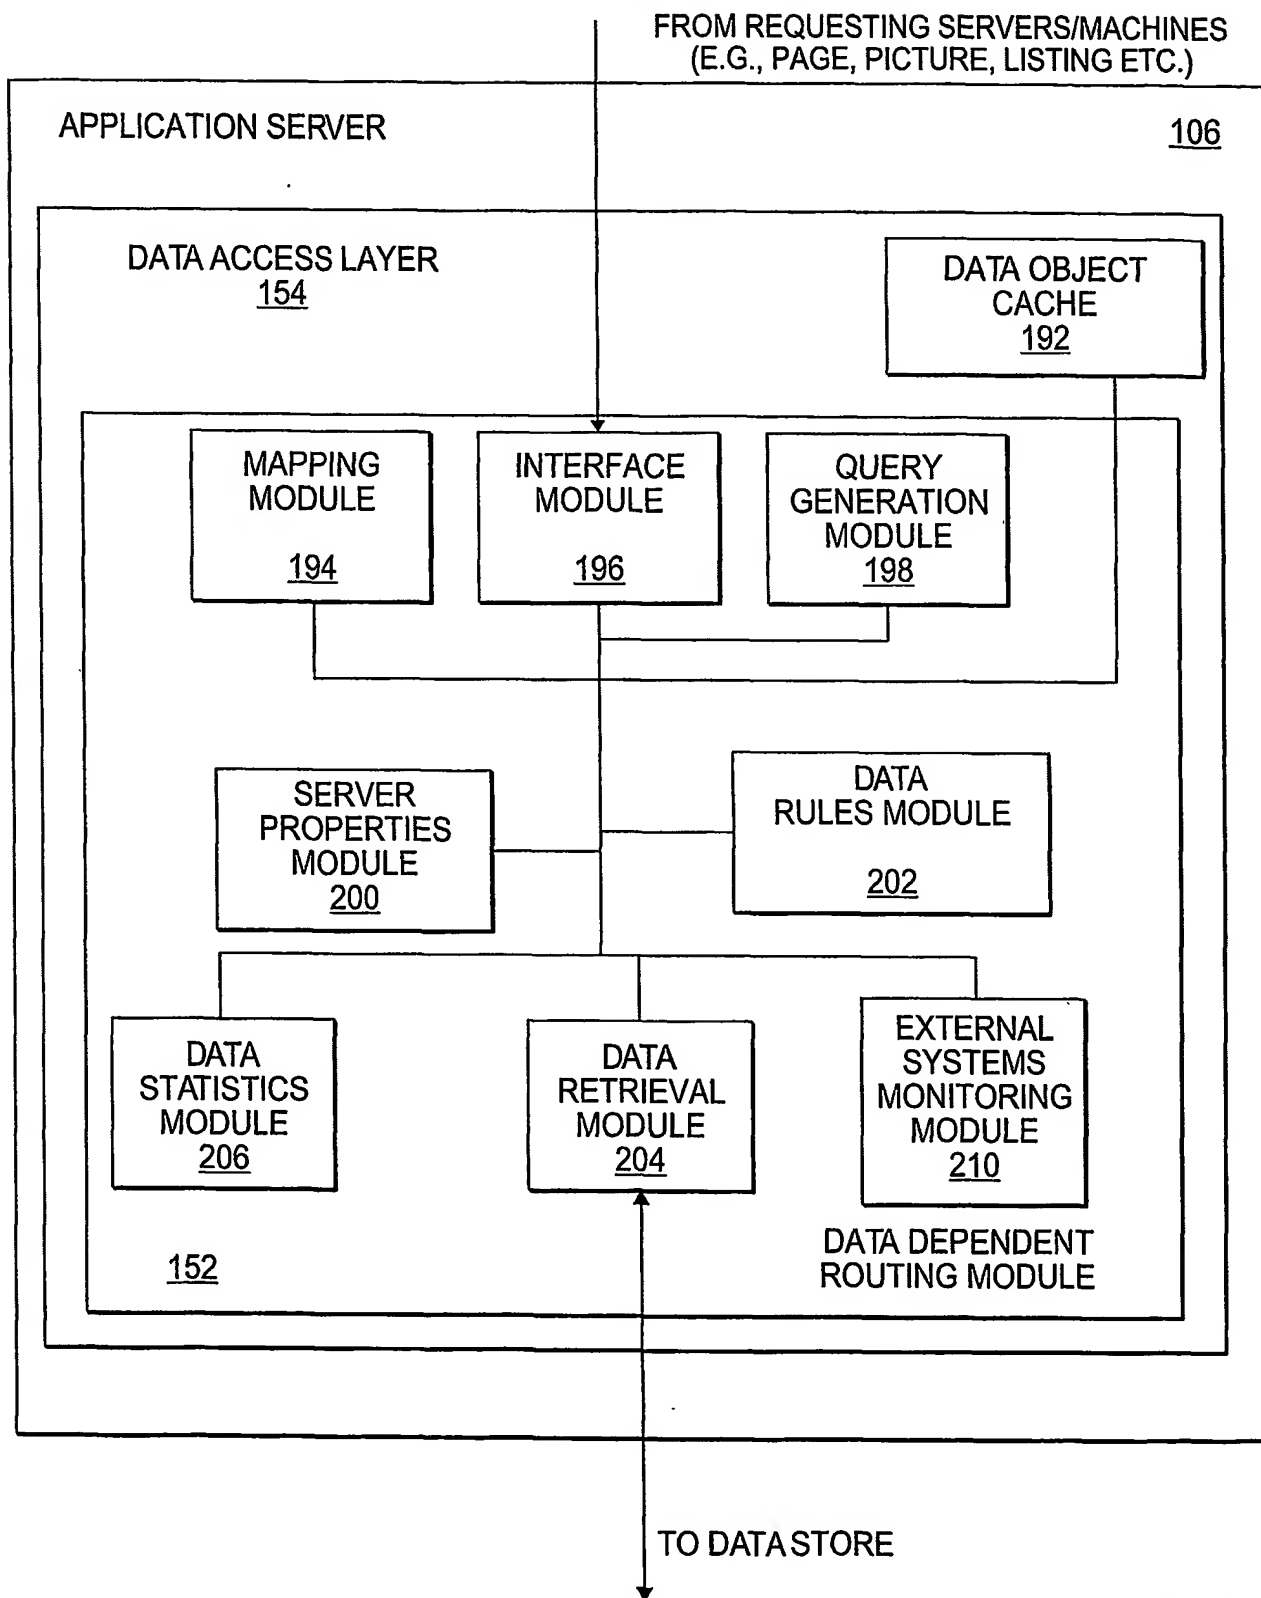 FROM REQUESTING SERVERS/MACHINES
(E.G., PAGE, PICTURE, LISTING ETC.)
APPLICATION SERVER
106
DATA ACCESS LAYER
154
DATA OBJECT
CACHE
192
MAPPING
MODULE
194
INTERFACE
MODULE
196
QUERY
GENERATION
MODULE
198
SERVER
PROPERTIES
MODULE
200
DATA
RULES MODULE
202
DATA
STATISTICS
MODULE
206
DATA
RETRIEVAL
MODULE
204
EXTERNAL
SYSTEMS
MONITORING
MODULE
210
152
DATA DEPENDENT
ROUTING MODULE
TO DATA STORE